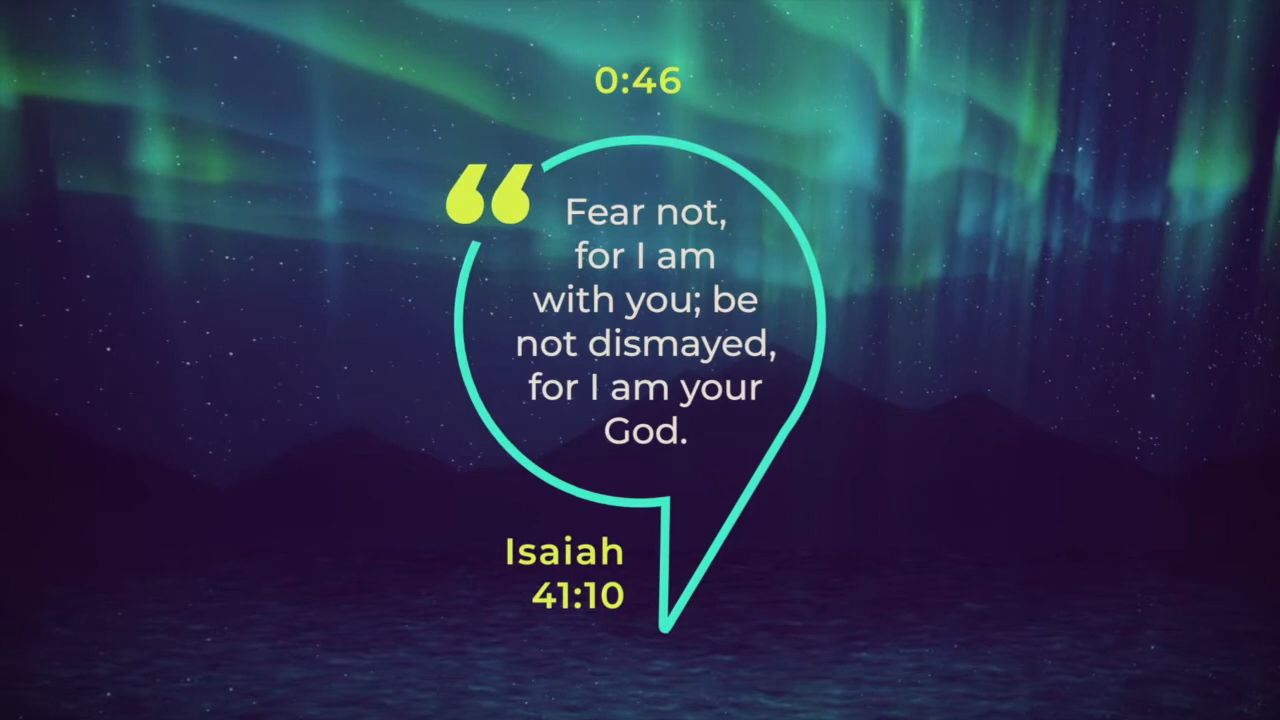 0:46
“
Fear not,
for I am
with you; be
not dismayed,
for I am your
God.
Isaiah
41:10